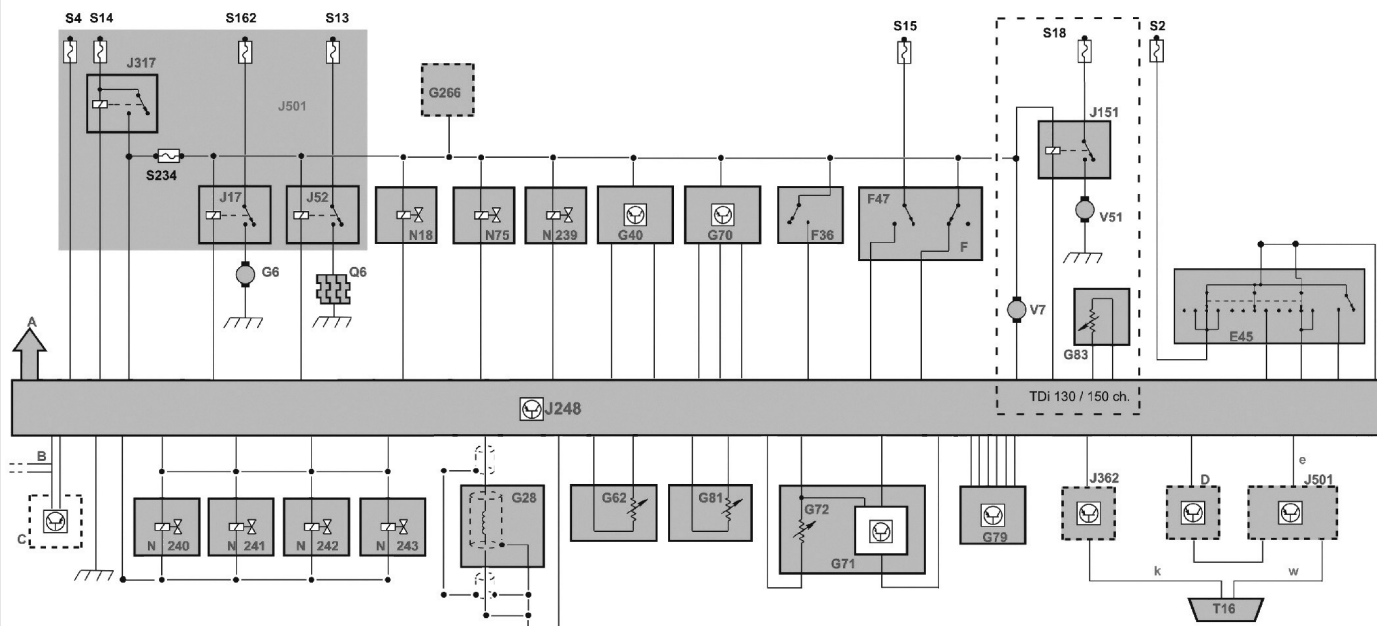 S4 S14 S162 S13 S15 S18 S2
J317
G266
J501
J151
S234
J17 J52 F47
N18 N75 N 239 G40 G70 F36 F V51
G6 Q6
V7
A
G83 E45
TDi 130 / 150 ch.
J248
B e
J362 D J501
G28 G62 G81 G72
C
N 240 N 241 N 242 N 243 G71 G79
k w
T16